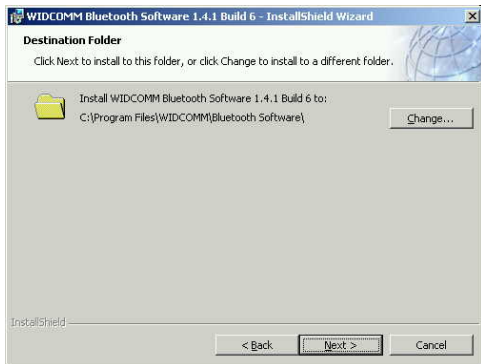 WIDCOMM Bluetooth Software 1.4.1 Build 6 - InstallShield Wizard
Destination Folder
Click Next to install to this folder, or click Change to install to a different folder.
Install WIDCOMM Bluetooth Software 1.4.1 Build 6 to:
C:\Program Files\WIDCOMM\Bluetooth Software\
Change...
InstallShield
< Back
Next >
Cancel